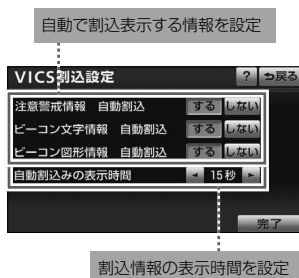 自動で割込表示する情報を設定
VICS割込設定 ? 戻る
注意警戒情報 自動割込 する しない
ビーコン文字情報 自動割込 する しない
ビーコン図形情報 自動割込 する しない
自動割込みの表示時間 15秒
完了
割込情報の表示時間を設定